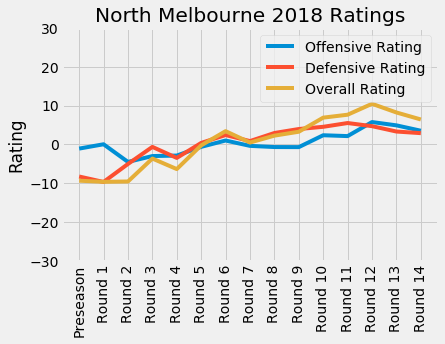 North Melbourne 2018 Ratings
Rating
30
20
10
0
−10
−20
−30
Offensive Rating
Defensive Rating
Overall Rating
Preseason
Round 1
Round 2
Round 3
Round 4
Round 5
Round 6
Round 7
Round 8
Round 9
Round 10
Round 11
Round 12
Round 13
Round 14